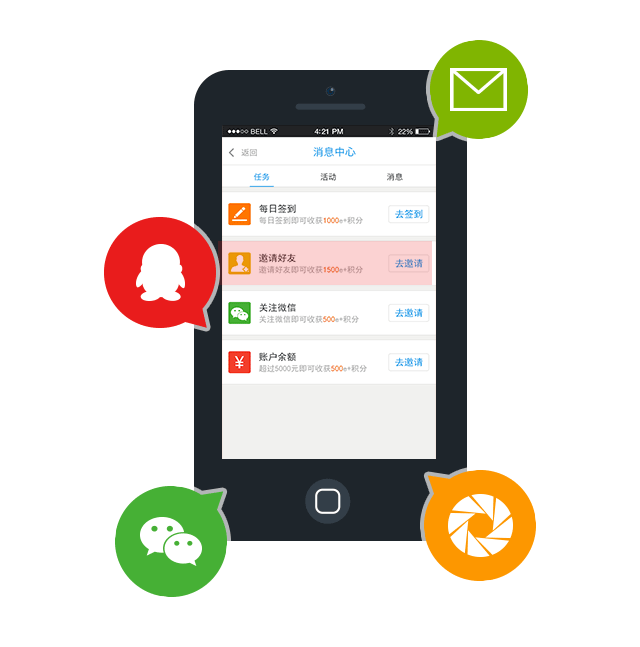 BELL 4:21 PM 22%
返回 消息中心
任务 活动 消息
每日签到
每日签到即可收获1000+积分
去签到
邀请好友
邀请好友即可收获1500+积分
去邀请
关注微信
关注微信即可收获500+积分
去邀请
¥
账户余额
超过5000元即可收获500+积分
去邀请